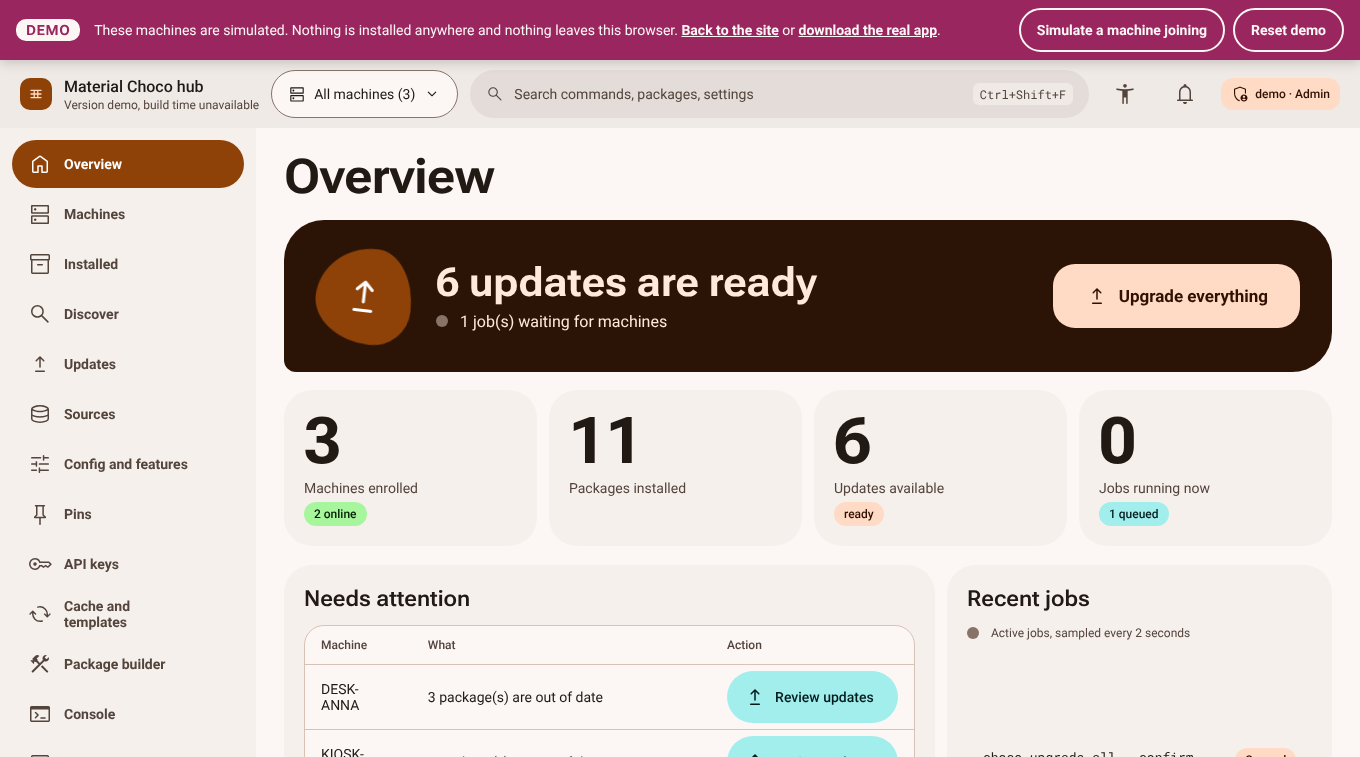 DEMO These machines are simulated. Nothing is installed anywhere and nothing leaves this browser. Back to the site or download the real app. Simulate a machine joining Reset demo
Material Choco hub
Version demo, build time unavailable
All machines (3)
Search commands, packages, settings
Ctrl+Shift+F
demo · Admin
Overview
Machines
Installed
Discover
Updates
Sources
Config and features
Pins
API keys
Cache and
templates
Package builder
Console
Overview
6 updates are ready
1 job(s) waiting for machines
Upgrade everything
3
Machines enrolled
2 online
11
Packages installed
6
Updates available
ready
0
Jobs running now
1 queued
Needs attention
Machine What Action
DESK-
ANNA
3 package(s) are out of date
Review updates
KIOSK-
Recent jobs
Active jobs, sampled every 2 seconds